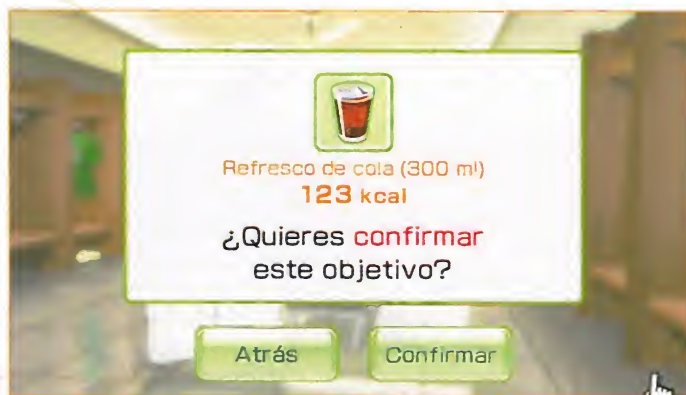 Refresco de cola (300 ml)
123 kcal
¿Quieres confirmar
este objetivo?
Atrás
Confirmar